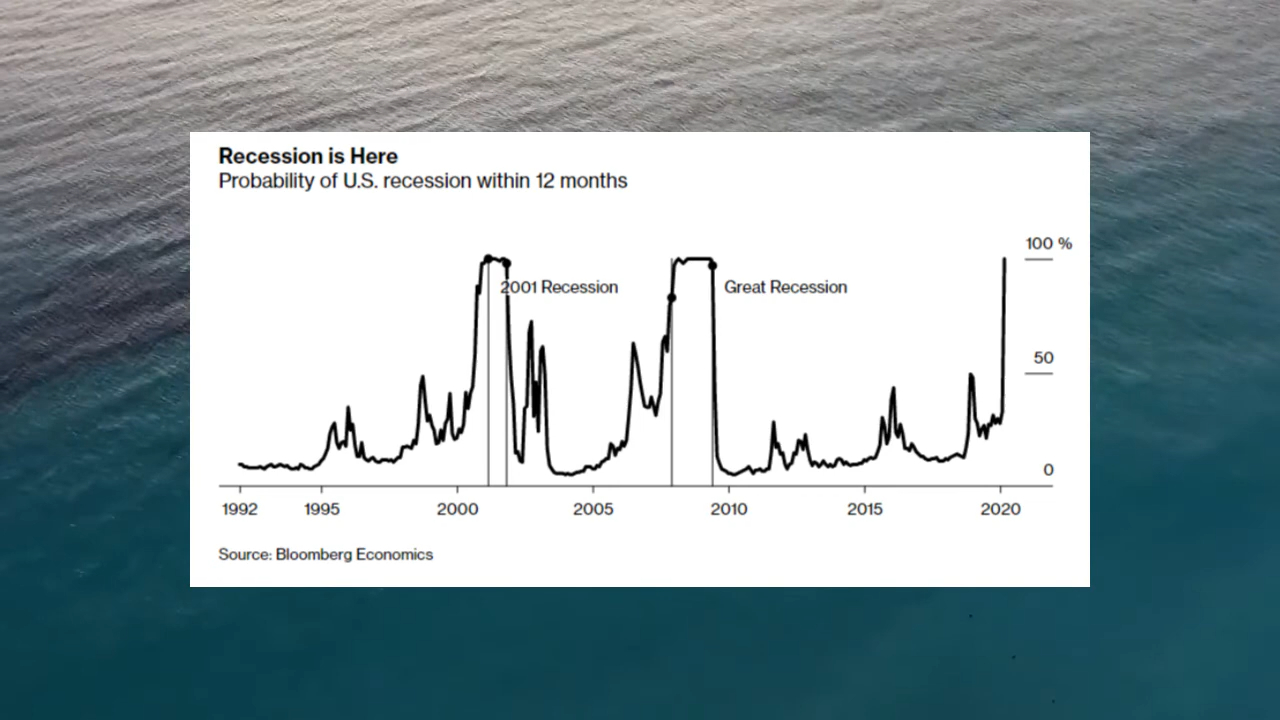 Recession is Here
Probability of U.S. recession within 12 months
100 %
2001 Recession
Great Recession
50
0
1992 1995 2000 2005 2010 2015 2020
Source: Bloomberg Economics